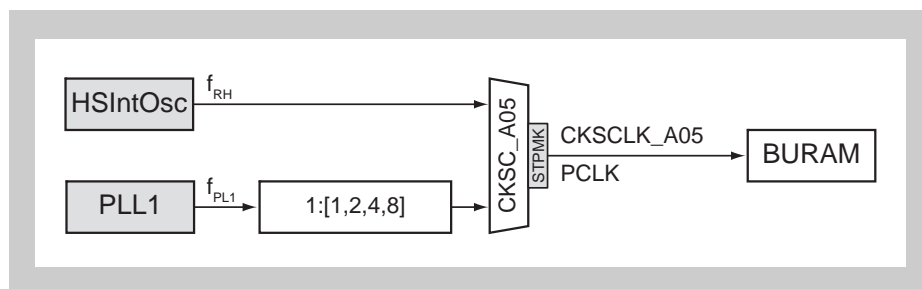 HSIntOsc
fRH
PLL1
fPL1
1:[1,2,4,8]
CKSC_A05
STPMK
CKSCLK_A05
PCLK
BURAM